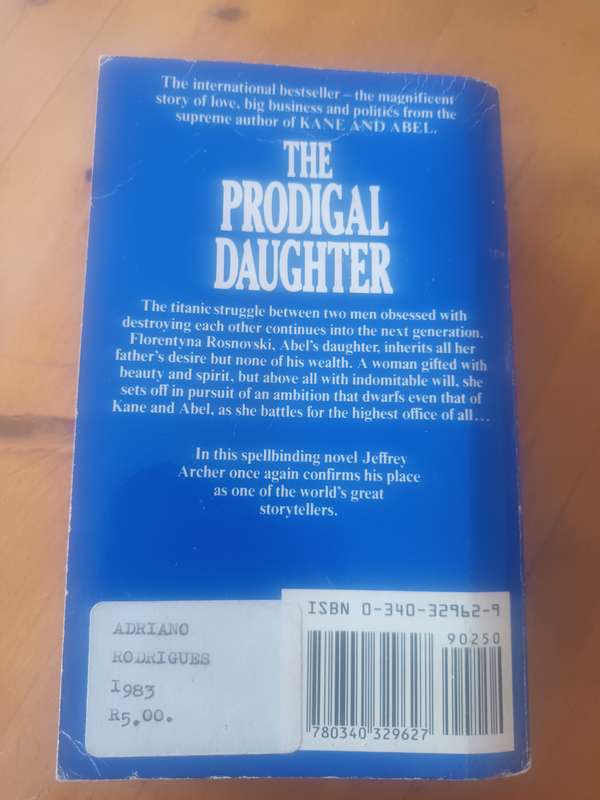 The international bestseller – the magnificent
story of love, big business and politics from the
supreme author of KANE AND ABEL.
THE
PRODIGAL
DAUGHTER
The titanic struggle between two men obsessed with
destroying each other continues into the next generation.
Florentyna Rosnovski, Abel's daughter, inherits all her
father's desire but none of his wealth. A woman gifted with
beauty and spirit, but above all with indomitable will, she
sets off in pursuit of an ambition that dwarfs even that of
Kane and Abel, as she battles for the highest office of all...
In this spellbinding novel Jeffrey
Archer once again confirms his place
as one of the world's great
storytellers.
ISBN 0-340-32962-9
90250
780340 329627
ADRIANO
RODRIGUES
I983
R5.00.